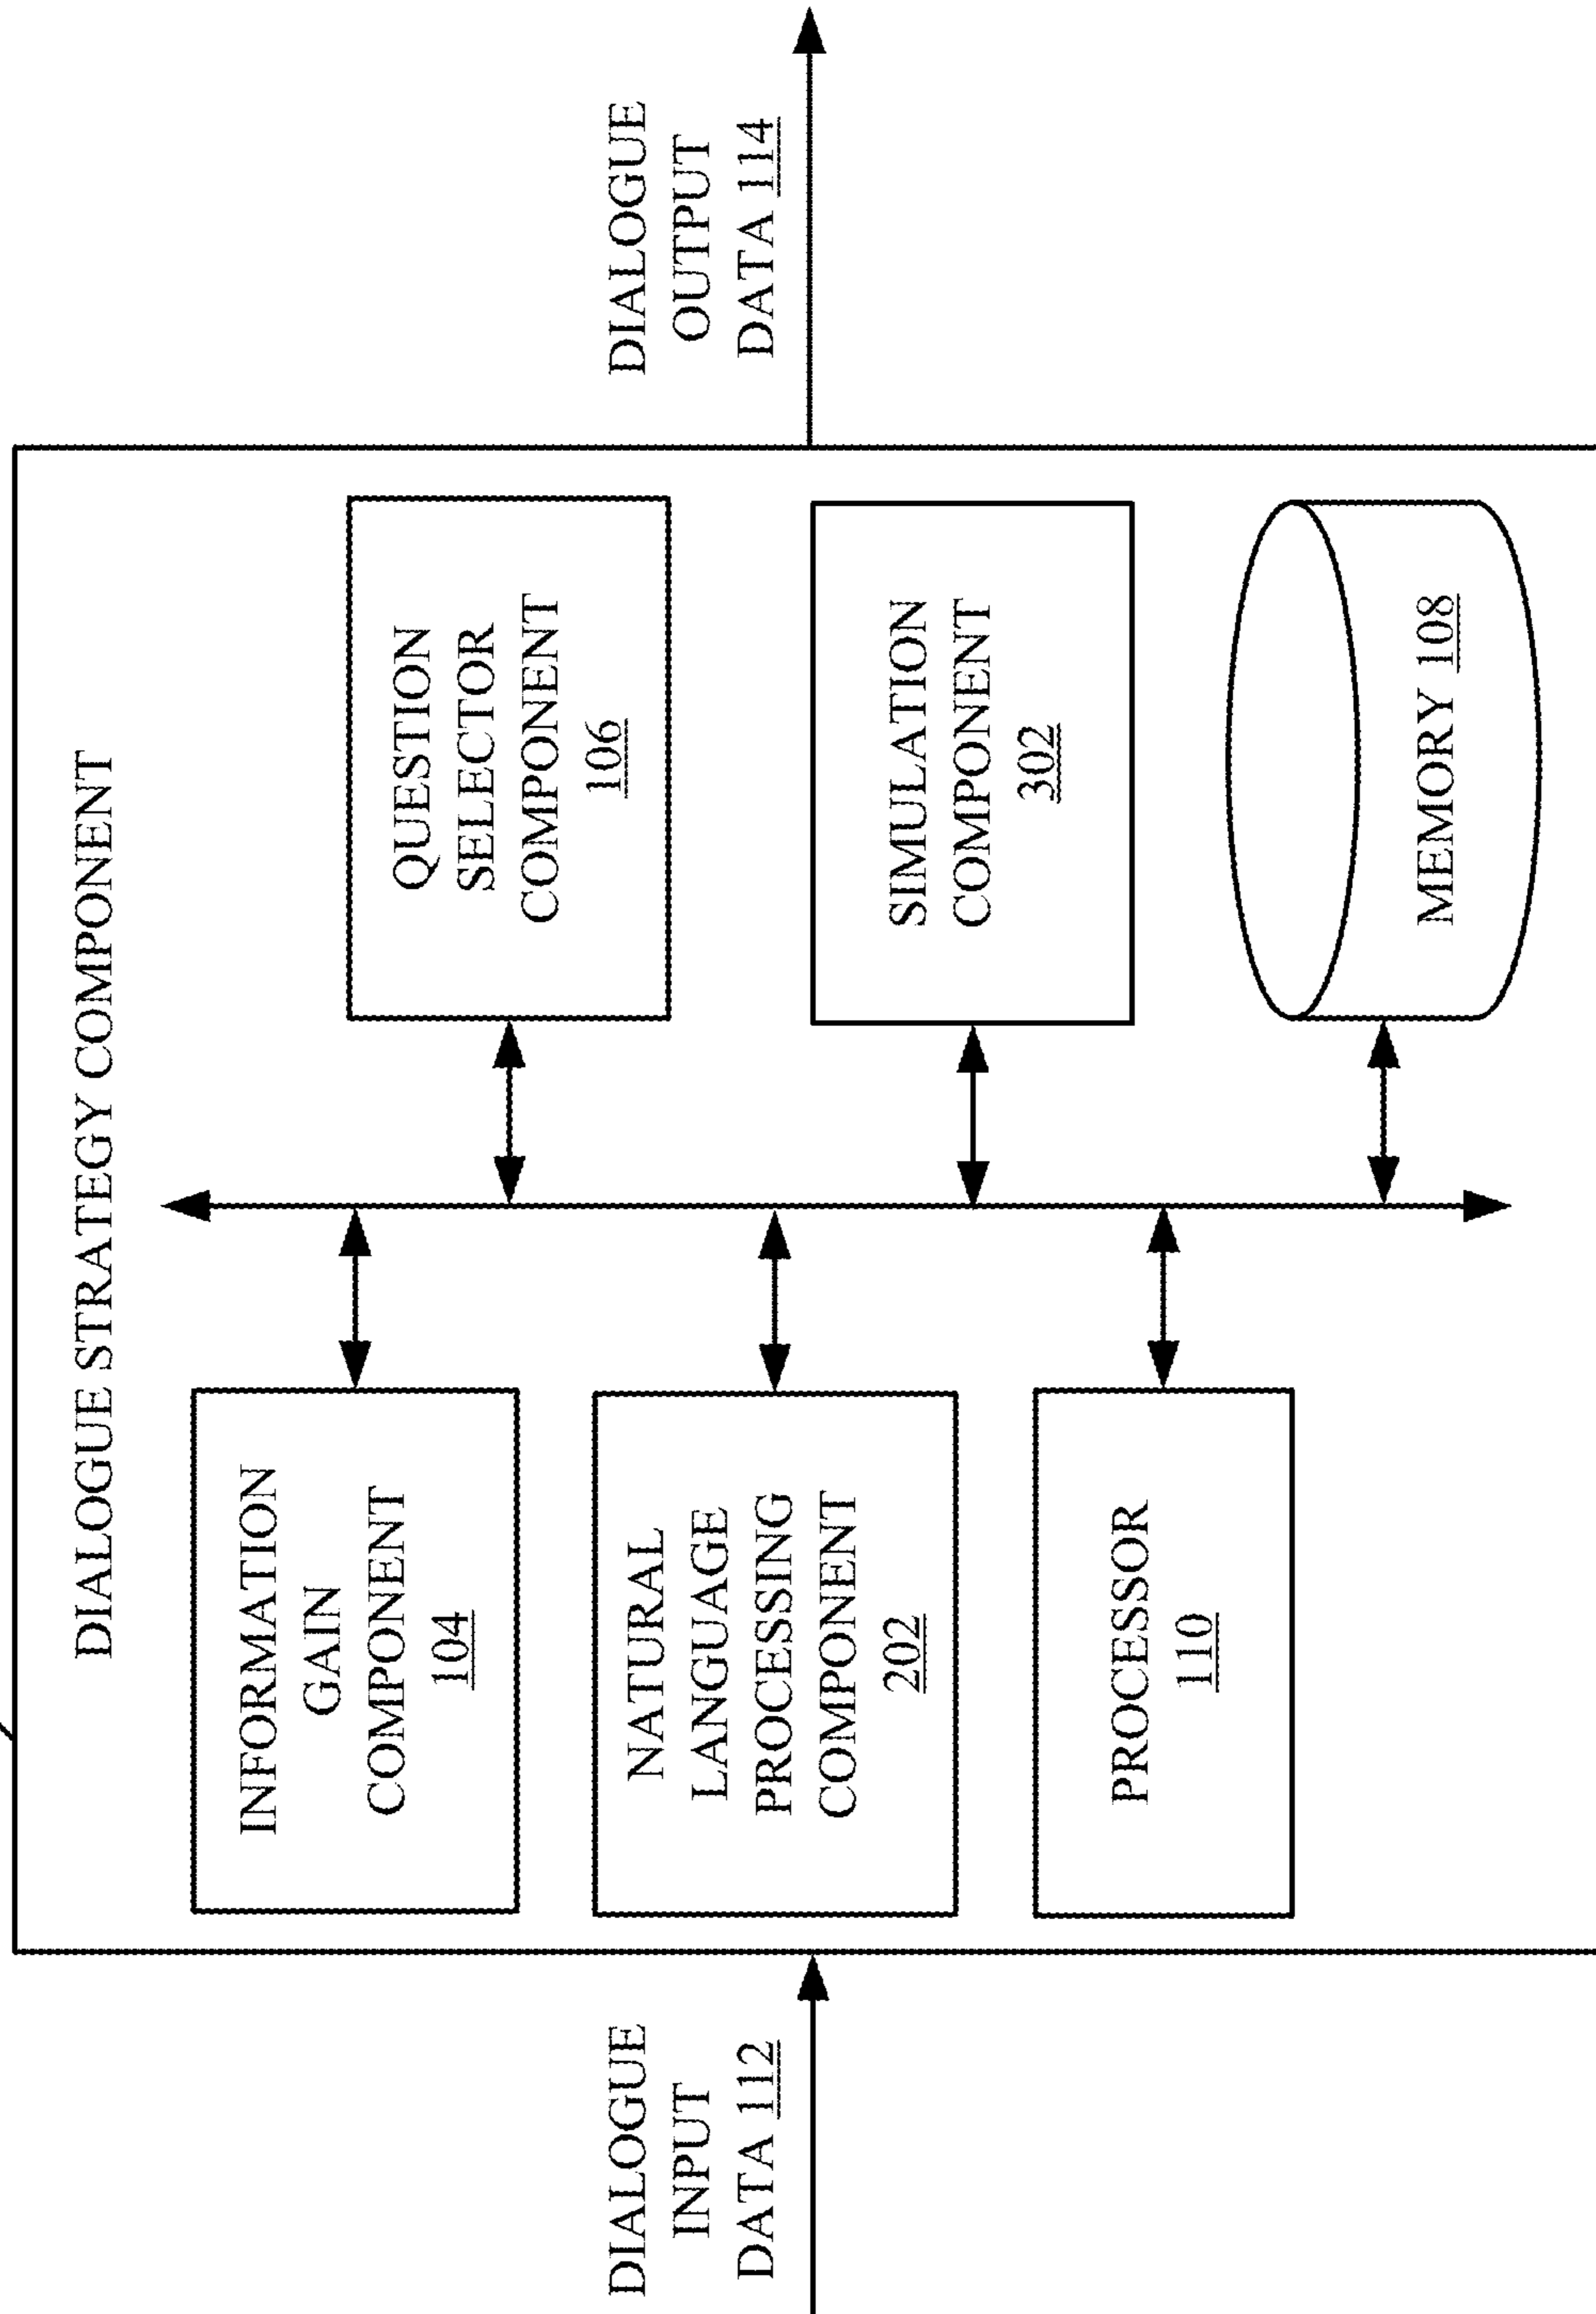 DIALOGUE STRATEGY COMPONENT
DIALOGUE
INPUT
DATA 112
INFORMATION
GAIN
COMPONENT
104
NATURAL
LANGUAGE
PROCESSING
COMPONENT
202
PROCESSOR
110
QUESTION
SELECTOR
COMPONENT
106
SIMULATION
COMPONENT
302
MEMORY 108
DIALOGUE
OUTPUT
DATA 114